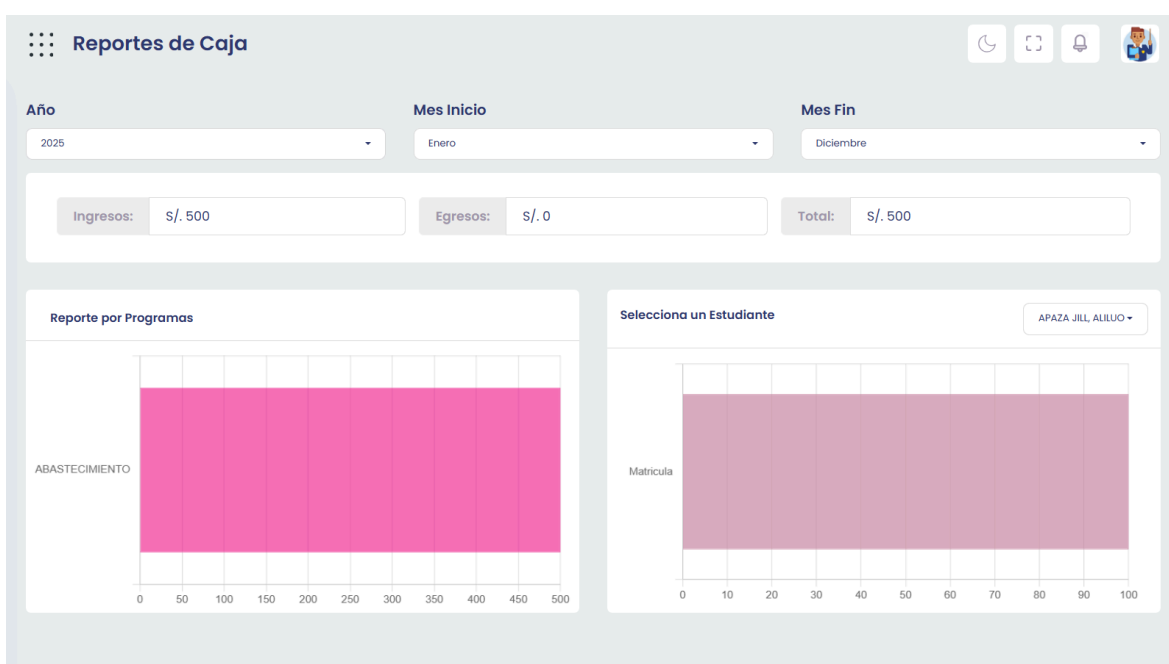 Reportes de Caja
Año
Mes Inicio
Mes Fin
2025
Enero
Diciembre
Ingresos: S/. 500
Egresos: S/. 0
Total: S/. 500
Reporte por Programas
ABASTECIMIENTO
0 50 100 150 200 250 300 350 400 450 500
Selecciona un Estudiante
APAZA JILL, ALILUO
Matricula
0 10 20 30 40 50 60 70 80 90 100